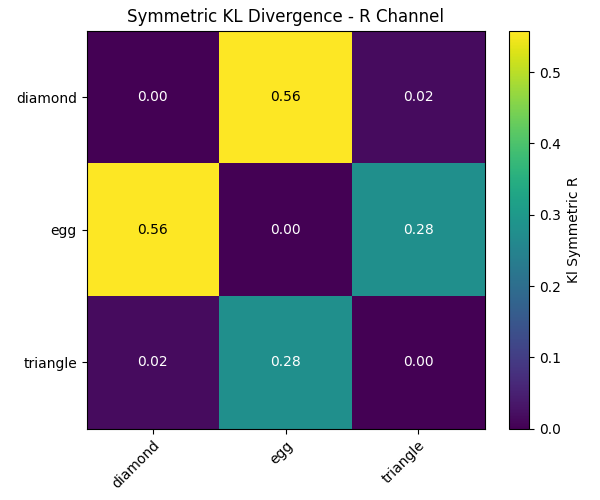 Symmetric KL Divergence - R Channel
diamond
0.00
0.56
0.02
egg
0.56
0.00
0.28
triangle
0.02
0.28
0.00
diamond
egg
triangle
0.5
0.4
0.3
0.2
0.1
0.0
Kl Symmetric R